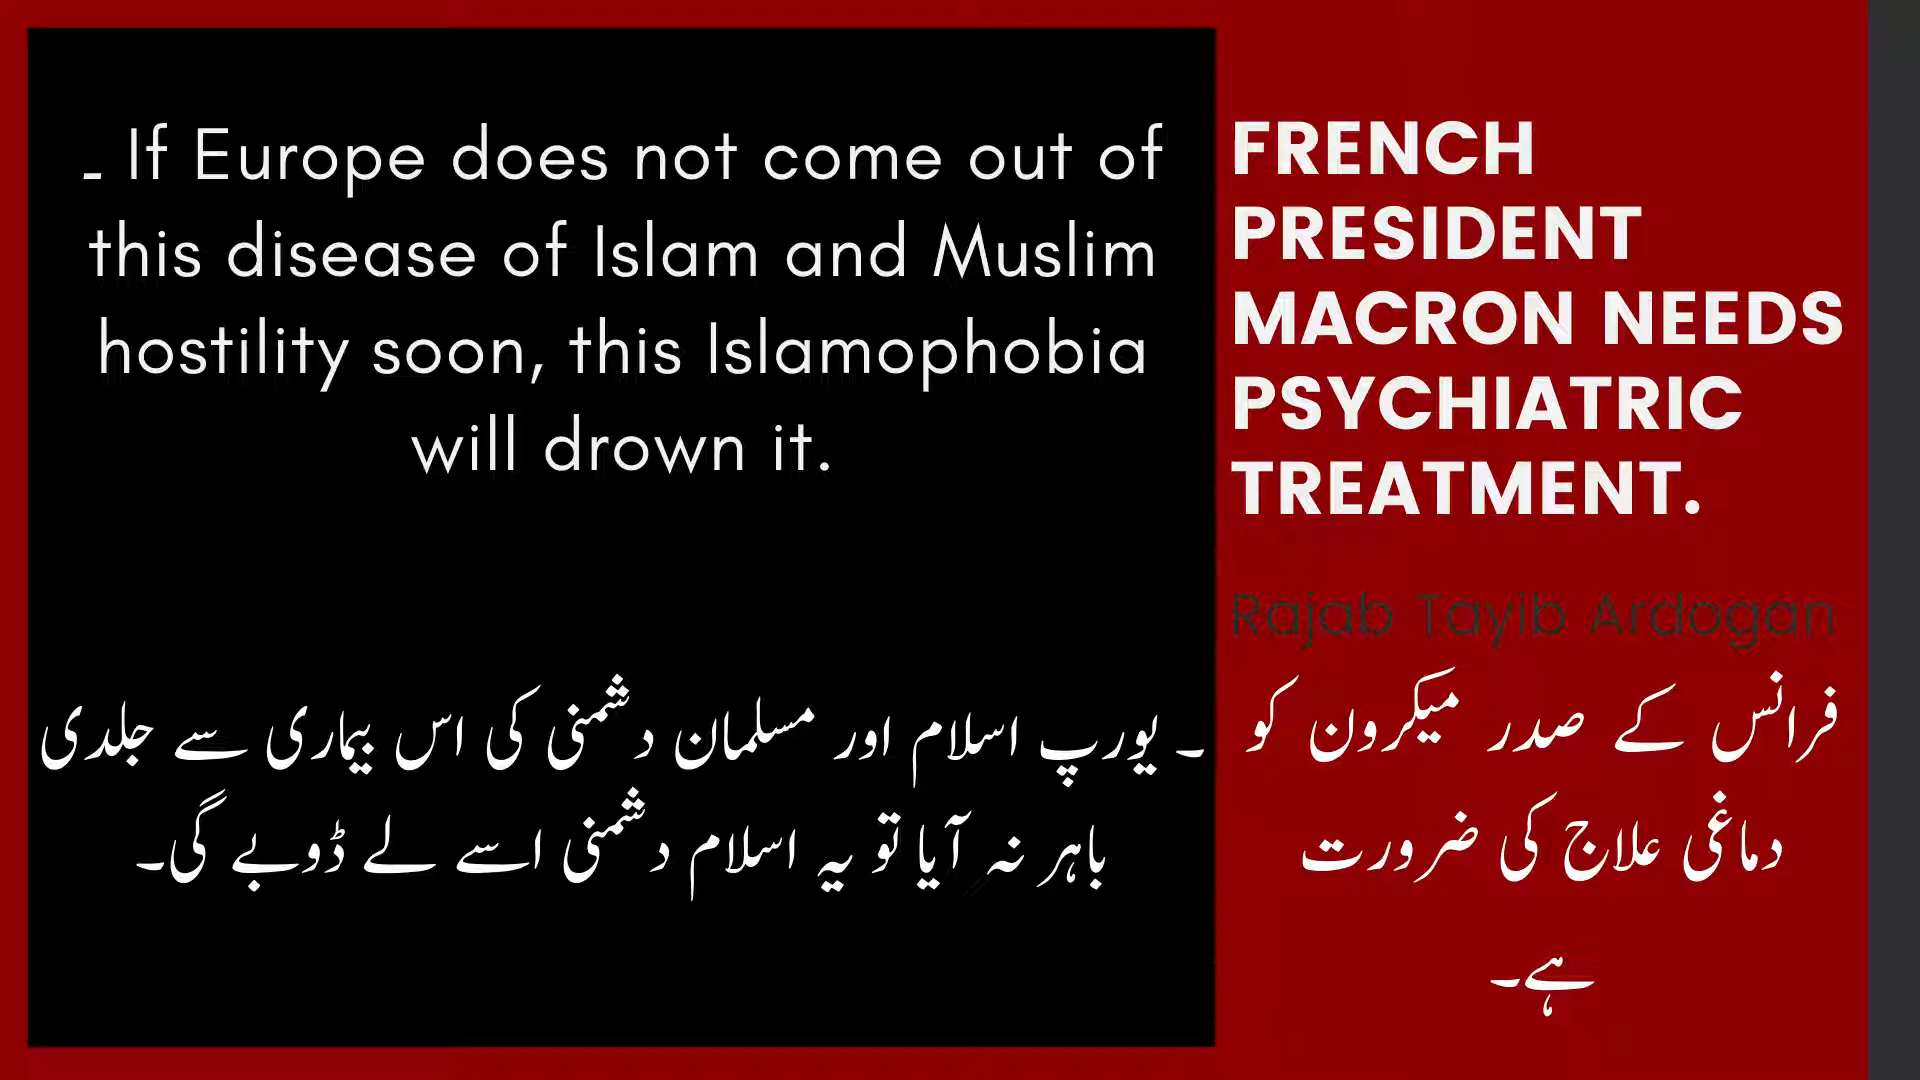 - If Europe does not come out of
this disease of Islam and Muslim
hostility soon, this Islamophobia
will drown it.
۔ یورپ اسلام اور مسلمان دشمنی کی اس بیماری سے جلدی
باہر نہ آیا تو یہ اسلام دشمنی اسے لے ڈوبے گی۔
FRENCH
PRESIDENT
MACRON NEEDS
PSYCHIATRIC
TREATMENT.
Rajab Tayib Ardogan
فرانس کے صدر میکرون کو
دماغی علاج کی ضرورت
ہے۔